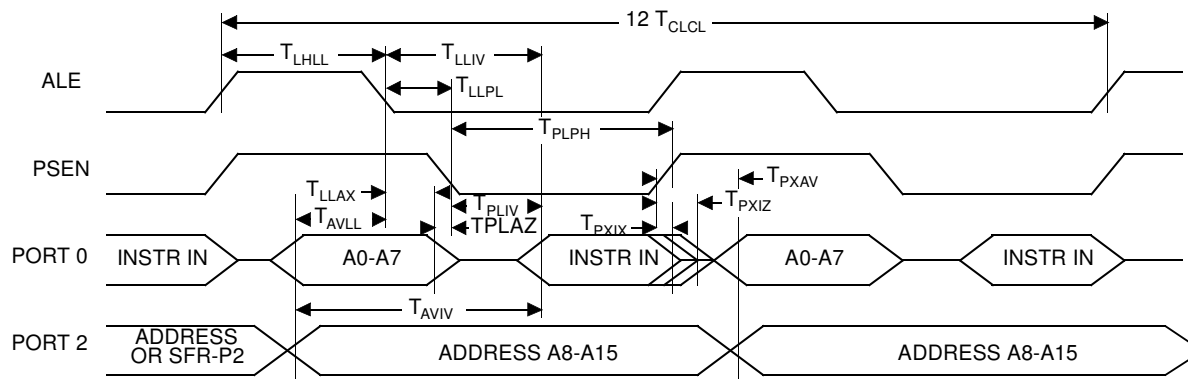 12 TCLCL
TLHLL
TLLIV
ALE
TLLPL
TPLPH
PSEN
TLLAX
TPXAV
TPLIV
TPXIZ
TAVLL
TPLAZ
TPXIX
PORT 0
INSTR IN
A0-A7
INSTR IN
A0-A7
INSTR IN
TAVIV
PORT 2
ADDRESS
OR SFR-P2
ADDRESS A8-A15
ADDRESS A8-A15